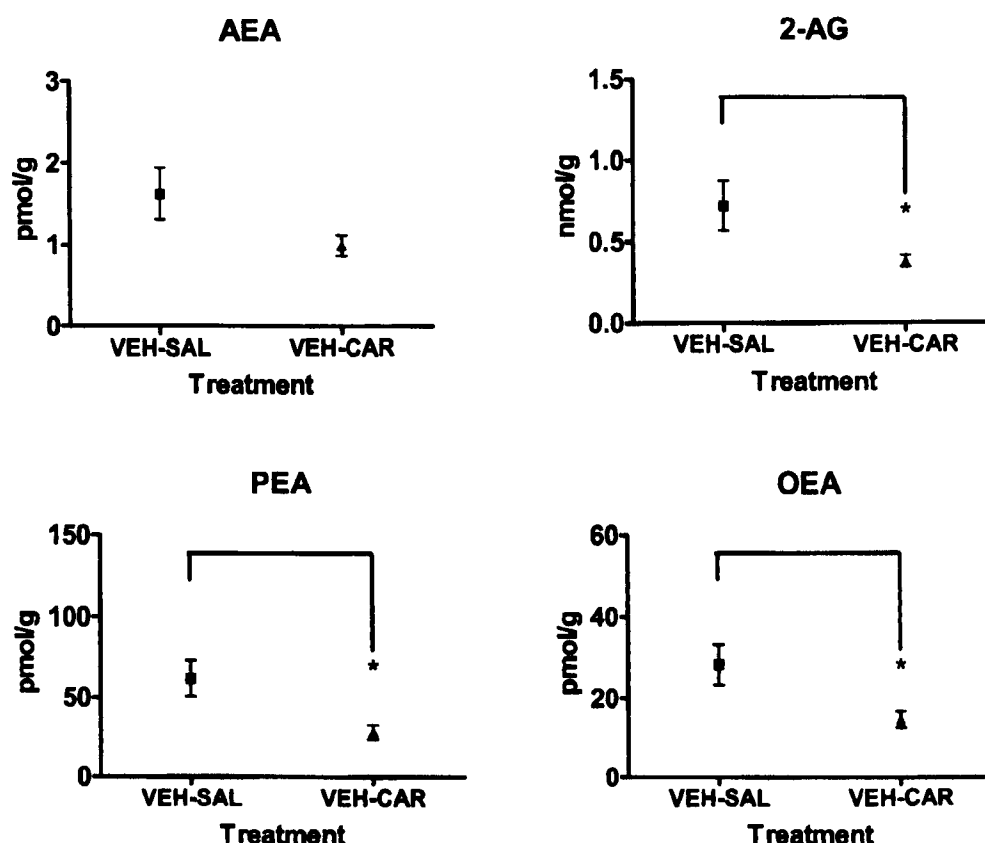 AEA
3
2
1
0
pmol/g
VEH-SAL VEH-CAR
Treatment
2-AG
1.5
1.0
0.5
0.0
nmol/g
*
VEH-SAL VEH-CAR
Treatment
PEA
150
100
50
0
pmol/g
*
VEH-SAL VEH-CAR
Treatment
OEA
60
40
20
0
pmol/g
*
VEH-SAL VEH-CAR
Treatment